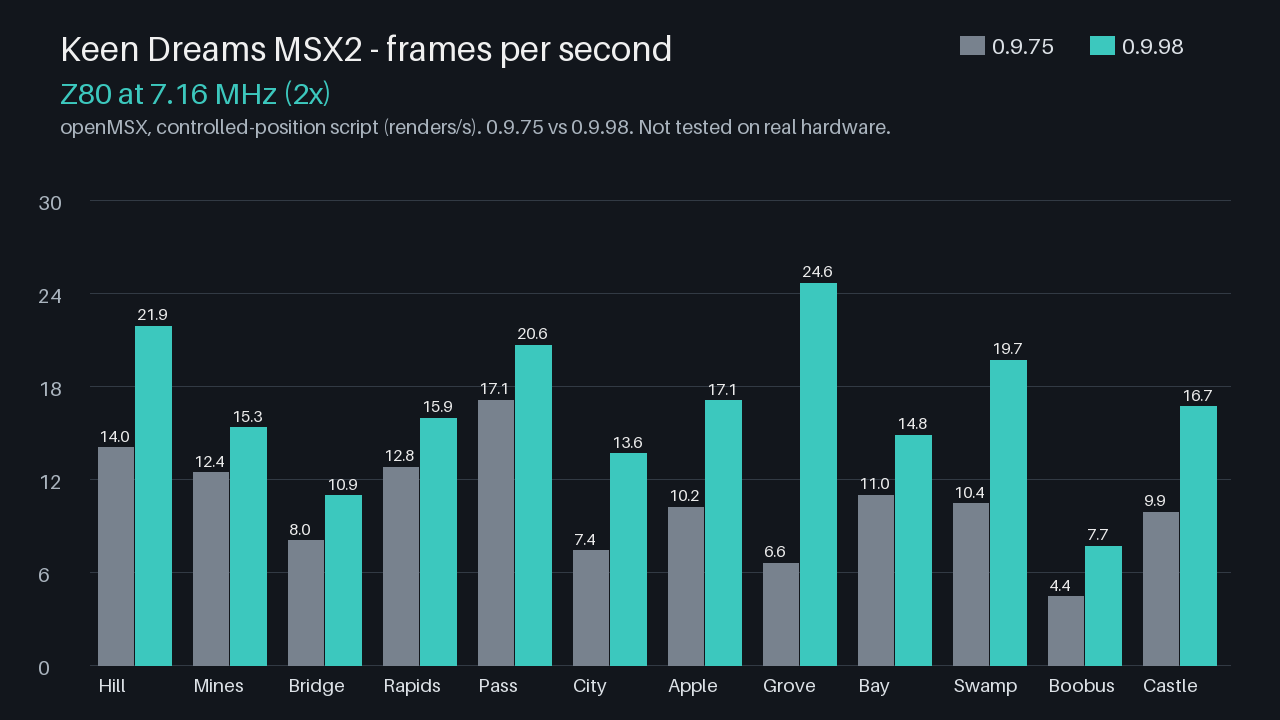 Keen Dreams MSX2 - frames per second
0.9.75
0.9.98
Z80 at 7.16 MHz (2x)
openMSX, controlled-position script (renders/s). 0.9.75 vs 0.9.98. Not tested on real hardware.
30
24
18
12
6
0
14.0
21.9
12.4
15.3
8.0
10.9
12.8
15.9
17.1
20.6
7.4
13.6
10.2
17.1
6.6
24.6
11.0
14.8
10.4
19.7
4.4
7.7
9.9
16.7
Hill
Mines
Bridge
Rapids
Pass
City
Apple
Grove
Bay
Swamp
Boobus
Castle